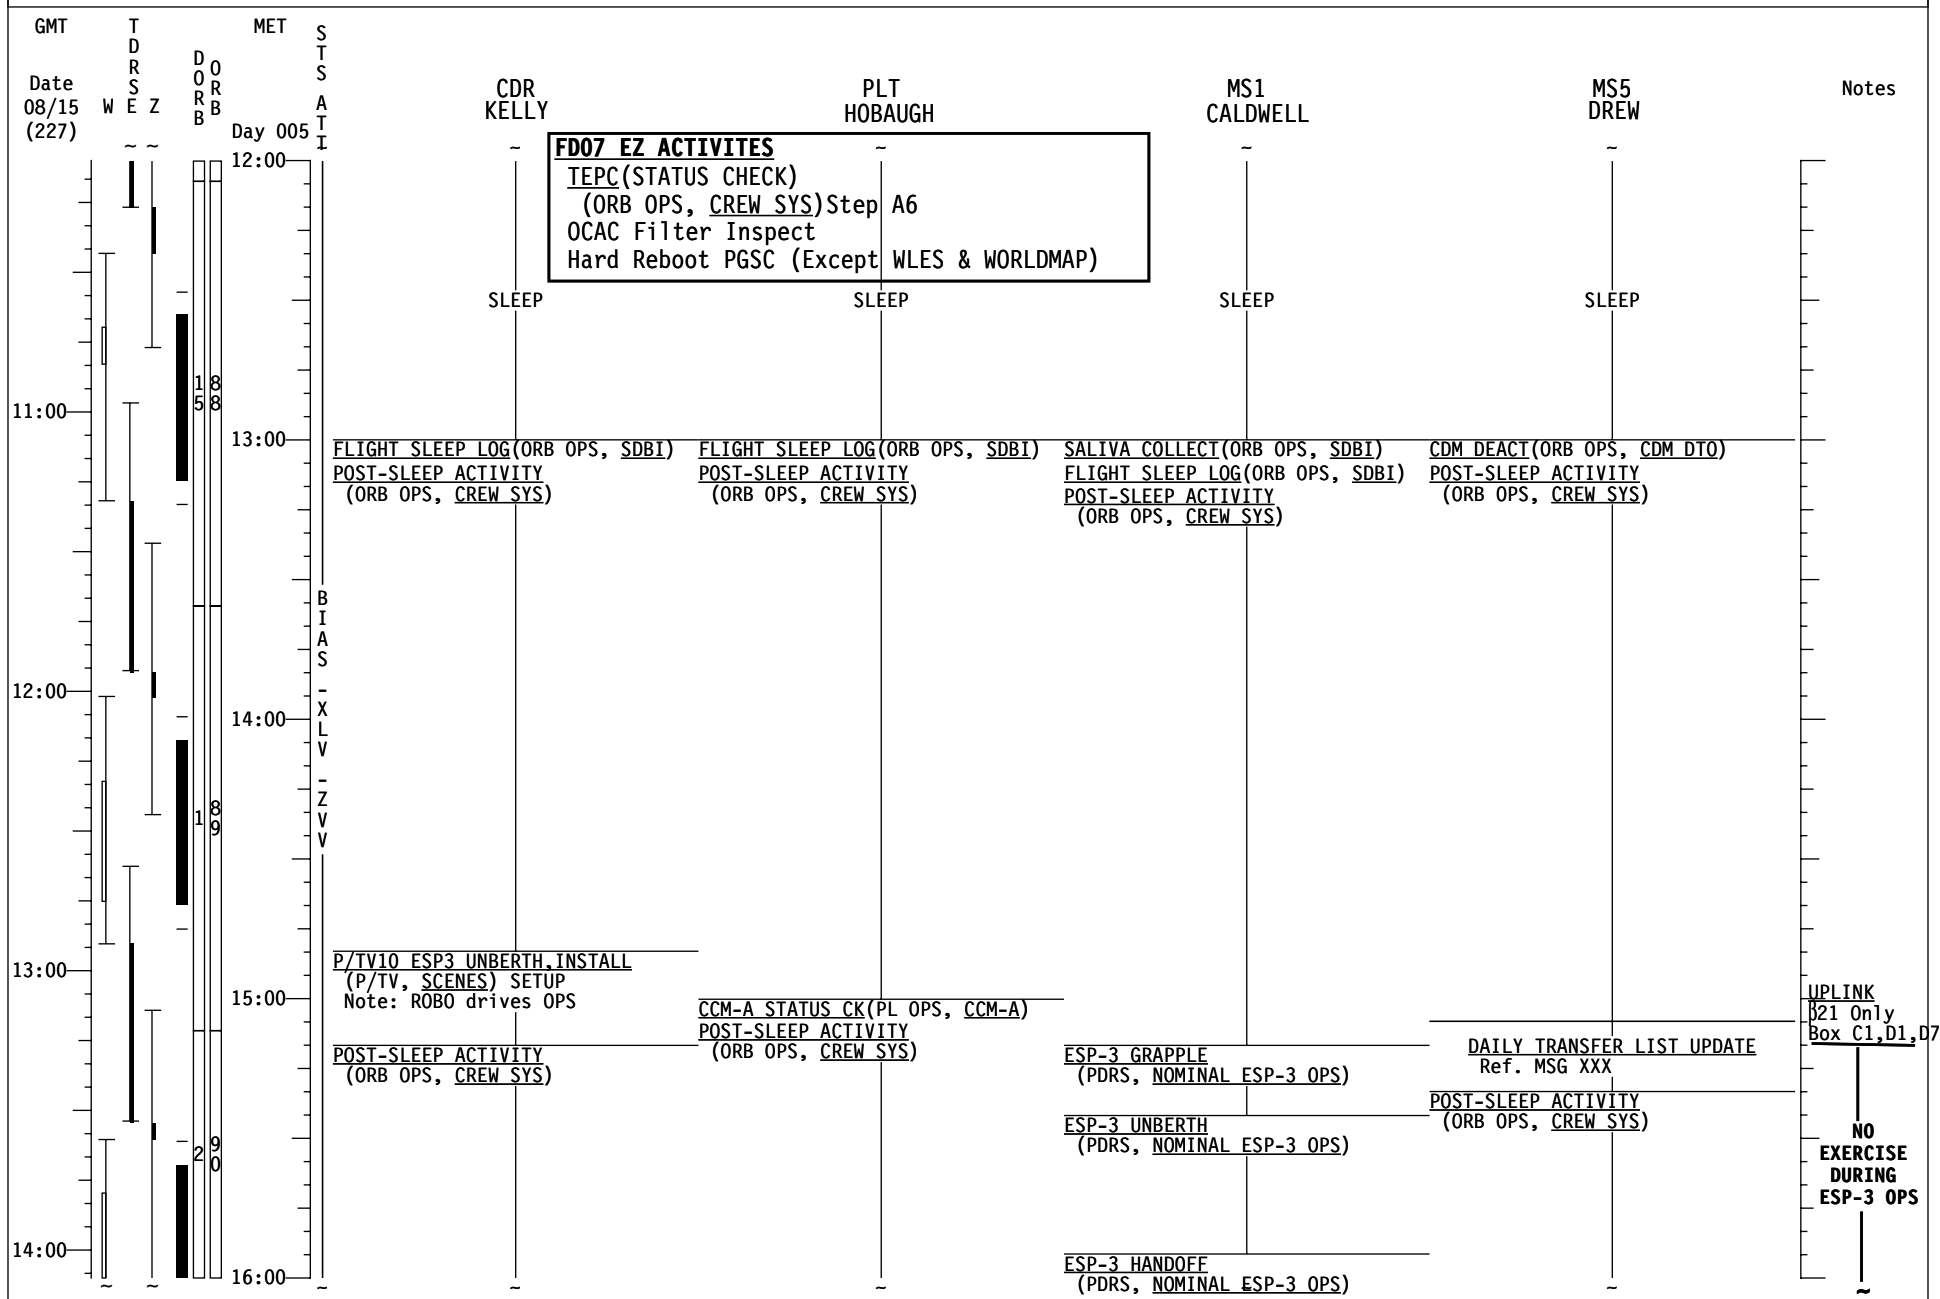 GMT
TDRS
MET
STS ATT
Date
08/15
(227)
W E Z
DORB
ORB
Day 005
CDR
KELLY
PLT
HOBAUGH
MS1
CALDWELL
MS5
DREW
Notes
~ ~ ~ ~ ~ ~
12:00
FD07 EZ ACTIVITES
TEPC(STATUS CHECK)
(ORB OPS, CREW SYS)Step A6
OCAC Filter Inspect
Hard Reboot PGSC (Except WLES & WORLDMAP)
SLEEP SLEEP SLEEP SLEEP
15
88
11:00
13:00
FLIGHT SLEEP LOG(ORB OPS, SDBI)
POST-SLEEP ACTIVITY
(ORB OPS, CREW SYS)
FLIGHT SLEEP LOG(ORB OPS, SDBI)
POST-SLEEP ACTIVITY
(ORB OPS, CREW SYS)
SALIVA COLLECT(ORB OPS, SDBI)
FLIGHT SLEEP LOG(ORB OPS, SDBI)
POST-SLEEP ACTIVITY
(ORB OPS, CREW SYS)
CDM DEACT(ORB OPS, CDM DTO)
POST-SLEEP ACTIVITY
(ORB OPS, CREW SYS)
BIAS -XLV -ZVV
12:00
14:00
1
89
13:00
P/TV10 ESP3 UNBERTH,INSTALL
(P/TV, SCENES) SETUP
Note: ROBO drives OPS
15:00
POST-SLEEP ACTIVITY
(ORB OPS, CREW SYS)
CCM-A STATUS CK(PL OPS, CCM-A)
POST-SLEEP ACTIVITY
(ORB OPS, CREW SYS)
ESP-3 GRAPPLE
(PDRS, NOMINAL ESP-3 OPS)
ESP-3 UNBERTH
(PDRS, NOMINAL ESP-3 OPS)
ESP-3 HANDOFF
(PDRS, NOMINAL ESP-3 OPS)
DAILY TRANSFER LIST UPDATE
Ref. MSG XXX
POST-SLEEP ACTIVITY
(ORB OPS, CREW SYS)
UPLINK
β21 Only
Box C1,D1,D7
NO
EXERCISE
DURING
ESP-3 OPS
2
90
14:00
16:00
~ ~ ~ ~ ~ ~ ~ ~